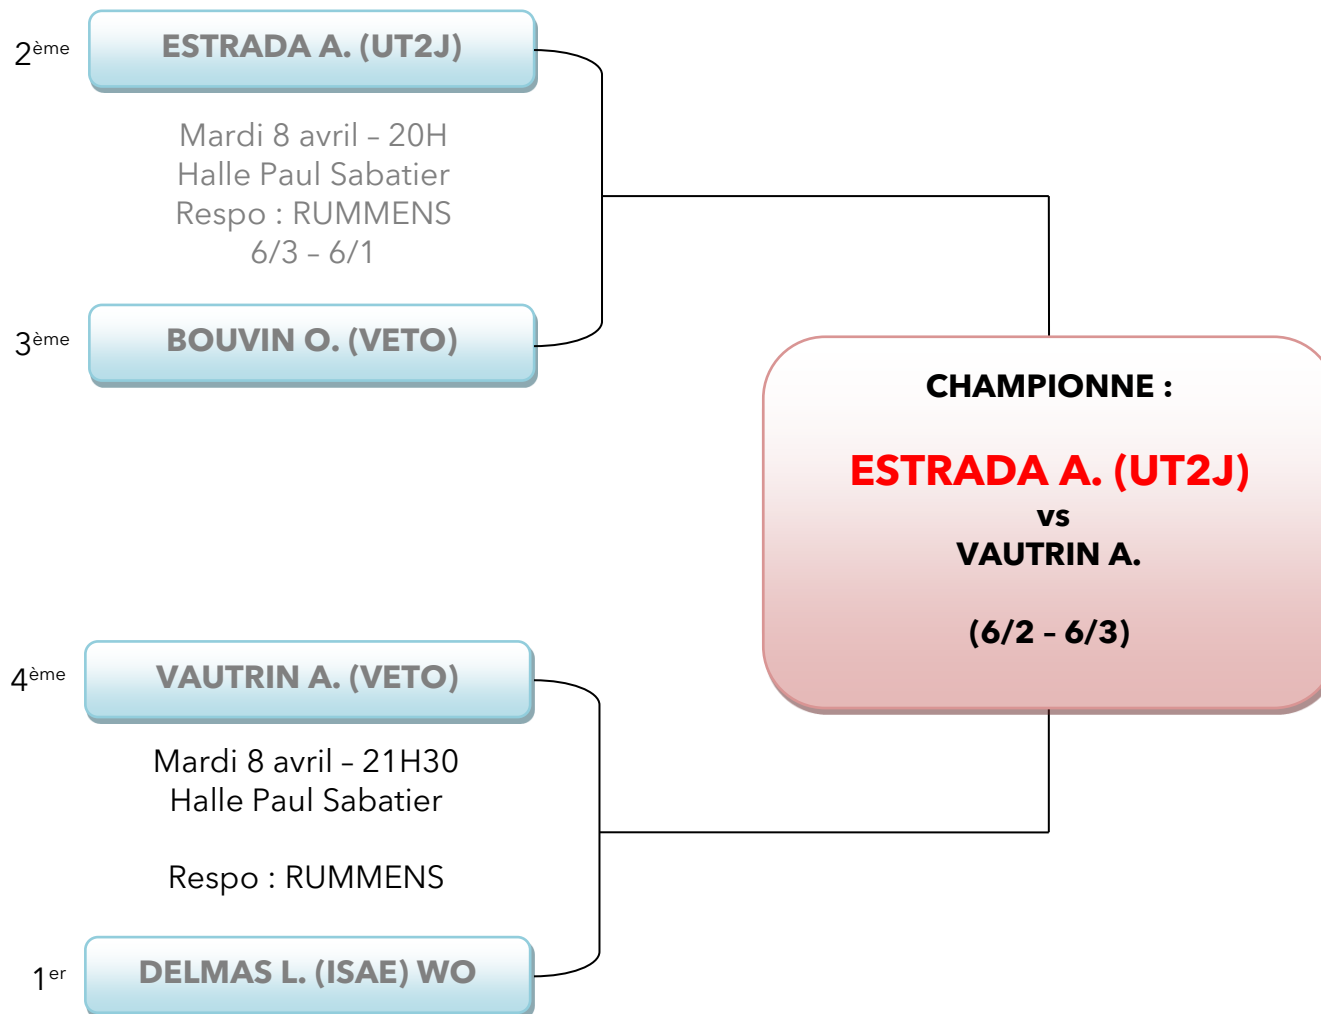 2ème
ESTRADA A. (UT2J)
Mardi 8 avril – 20H
Halle Paul Sabatier
Respo : RUMMENS
6/3 – 6/1
3ème
BOUVIN O. (VETO)
CHAMPIONNE :
ESTRADA A. (UT2J)
vs
VAUTRIN A.
(6/2 – 6/3)
4ème
VAUTRIN A. (VETO)
Mardi 8 avril – 21H30
Halle Paul Sabatier
Respo : RUMMENS
1er
DELMAS L. (ISAE) WO